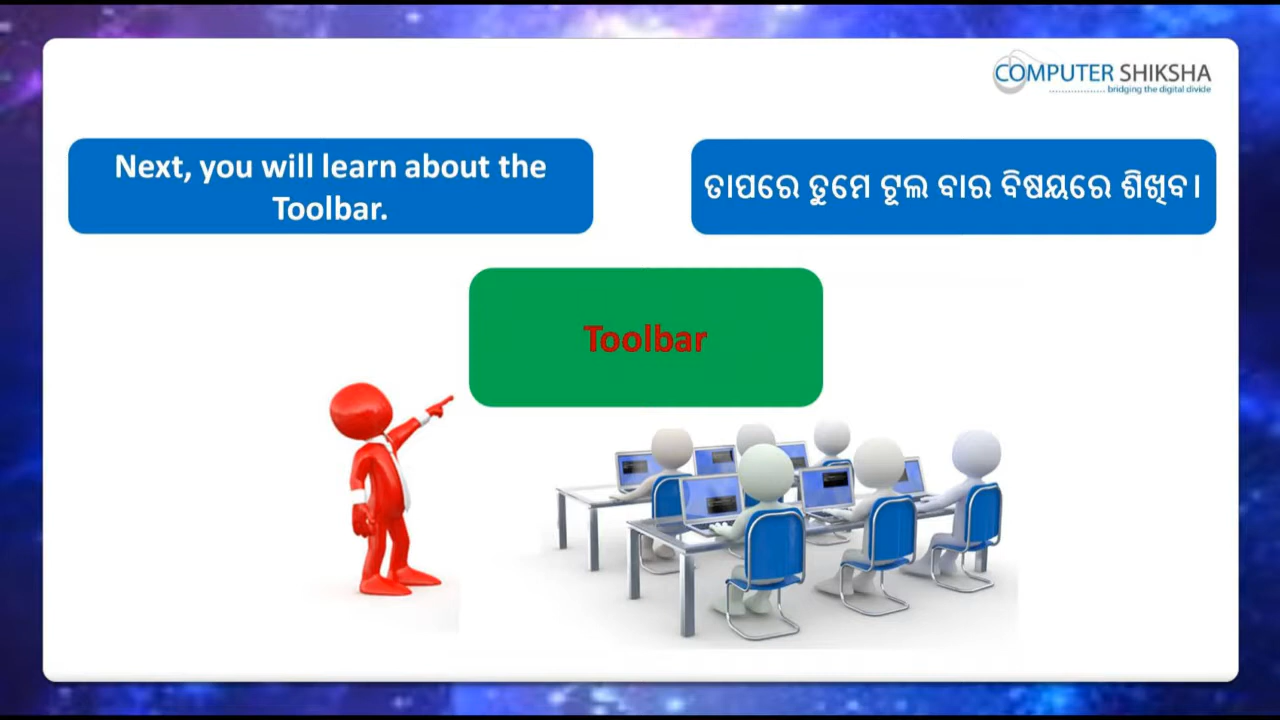 COMPUTER SHIKSHA
bridging the digital divide
Next, you will learn about the
Toolbar.
ତାପରେ ତୁମେ ଟୂଲ ବାର ବିଷୟରେ ଶିଖିବ।
Toolbar